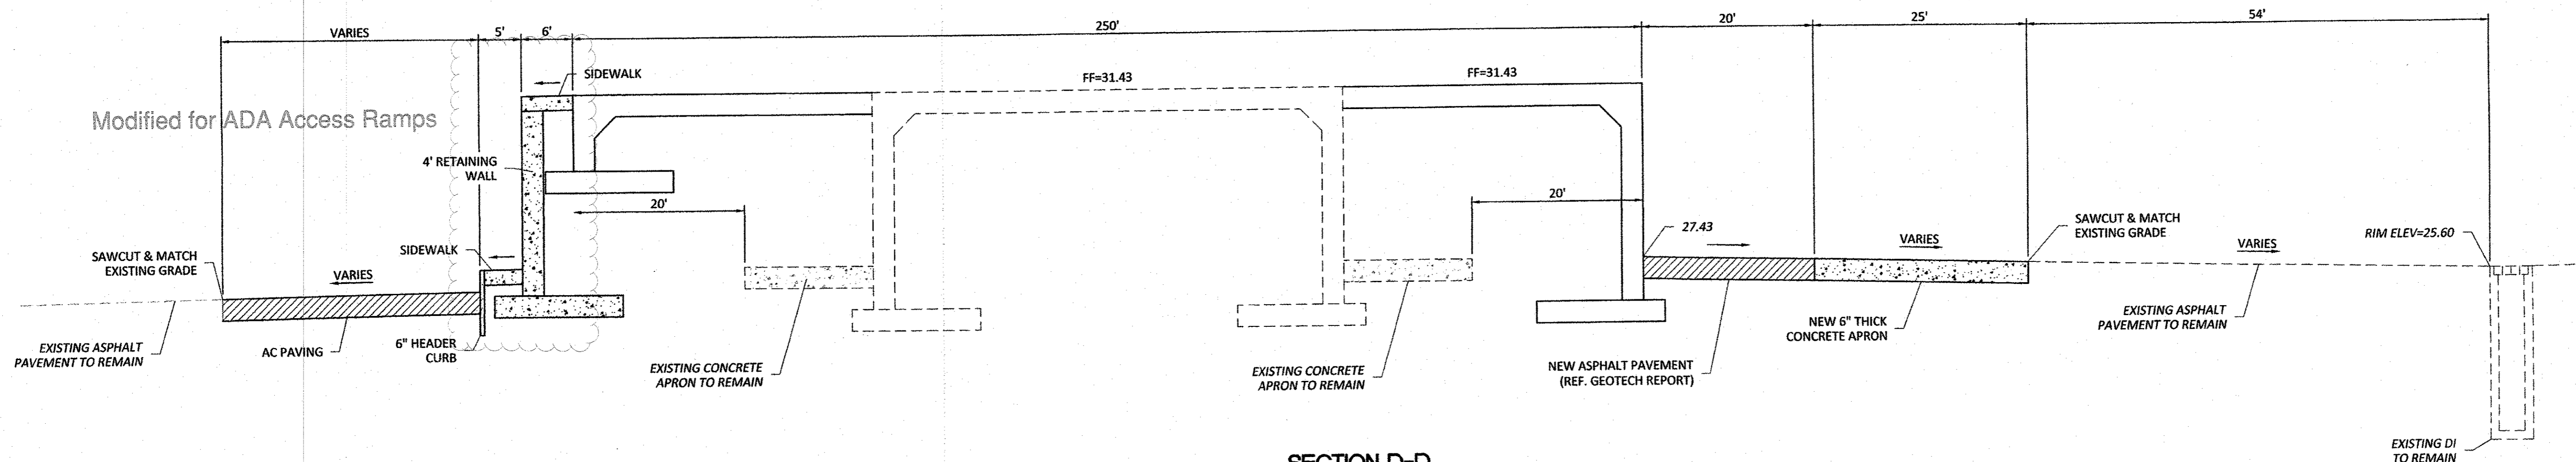 VARIES
5'
6'
250'
20'
25'
54'
SIDEWALK
FF=31.43
FF=31.43
Modified for ADA Access Ramps
4' RETAINING
WALL
20'
20'
SAWCUT & MATCH
EXISTING GRADE
SIDEWALK
VARIES
27.43
VARIES
SAWCUT & MATCH
EXISTING GRADE
VARIES
RIM ELEV=25.60
EXISTING ASPHALT
PAVEMENT TO REMAIN
AC PAVING
6" HEADER
CURB
EXISTING CONCRETE
APRON TO REMAIN
EXISTING CONCRETE
APRON TO REMAIN
NEW ASPHALT PAVEMENT
(REF. GEOTECH REPORT)
NEW 6" THICK
CONCRETE APRON
EXISTING ASPHALT
PAVEMENT TO REMAIN
EXISTING DI
TO REMAIN
SECTION D-D